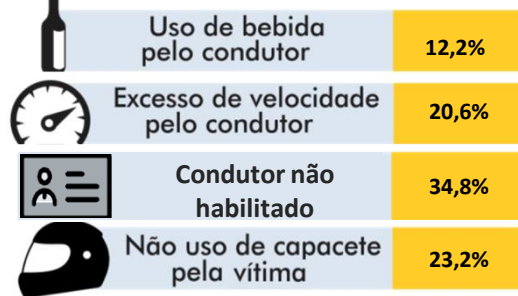 Uso de bebida
pelo condutor
12,2%
Excesso de velocidade
pelo condutor
20,6%
Condutor não
habilitado
34,8%
Não uso de capacete
pela vítima
23,2%